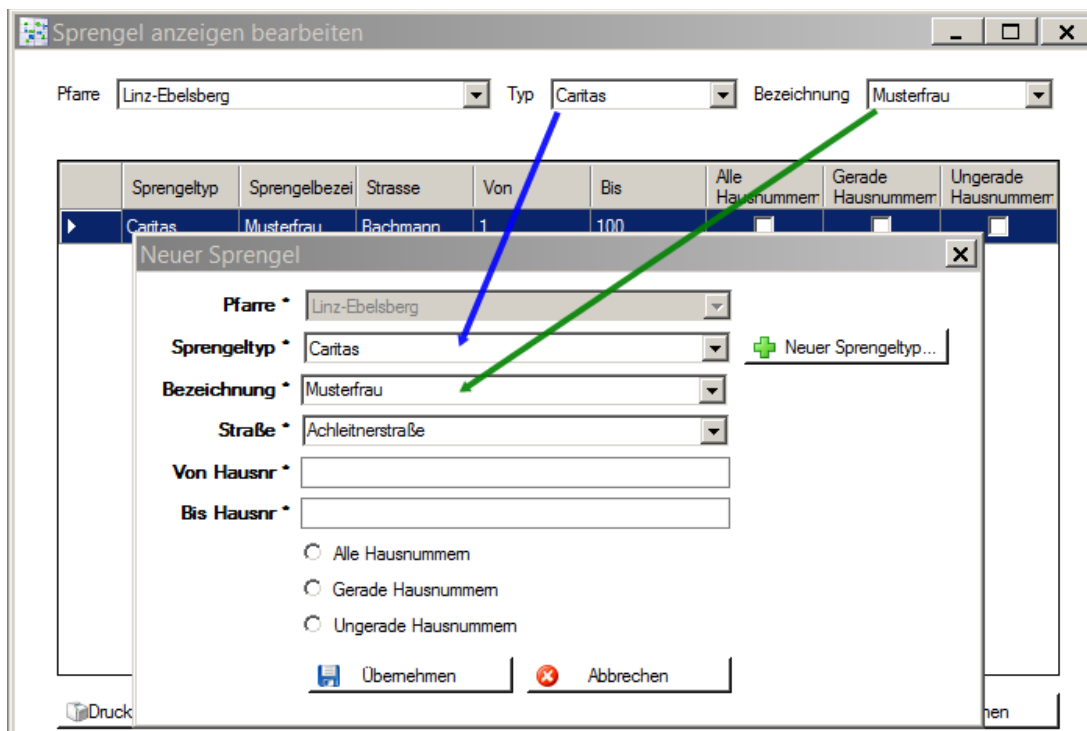 Sprengel anzeigen bearbeiten
Pfarre Linz-Ebelsberg Typ Caritas Bezeichnung Musterfrau
Sprengeltyp Sprengelbezei Strasse Von Bis Alle Hausnummern Gerade Hausnummern Ungerade Hausnummern
Caritas Musterfrau Bachmann 1 100
Neuer Sprengel
Pfarre * Linz-Ebelsberg
Sprengeltyp * Caritas Neuer Sprengeltyp...
Bezeichnung * Musterfrau
Straße * Achleitnerstraße
Von Hausnr *
Bis Hausnr *
Alle Hausnummern
Gerade Hausnummern
Ungerade Hausnummern
Übernehmen Abbrechen
Druck nen